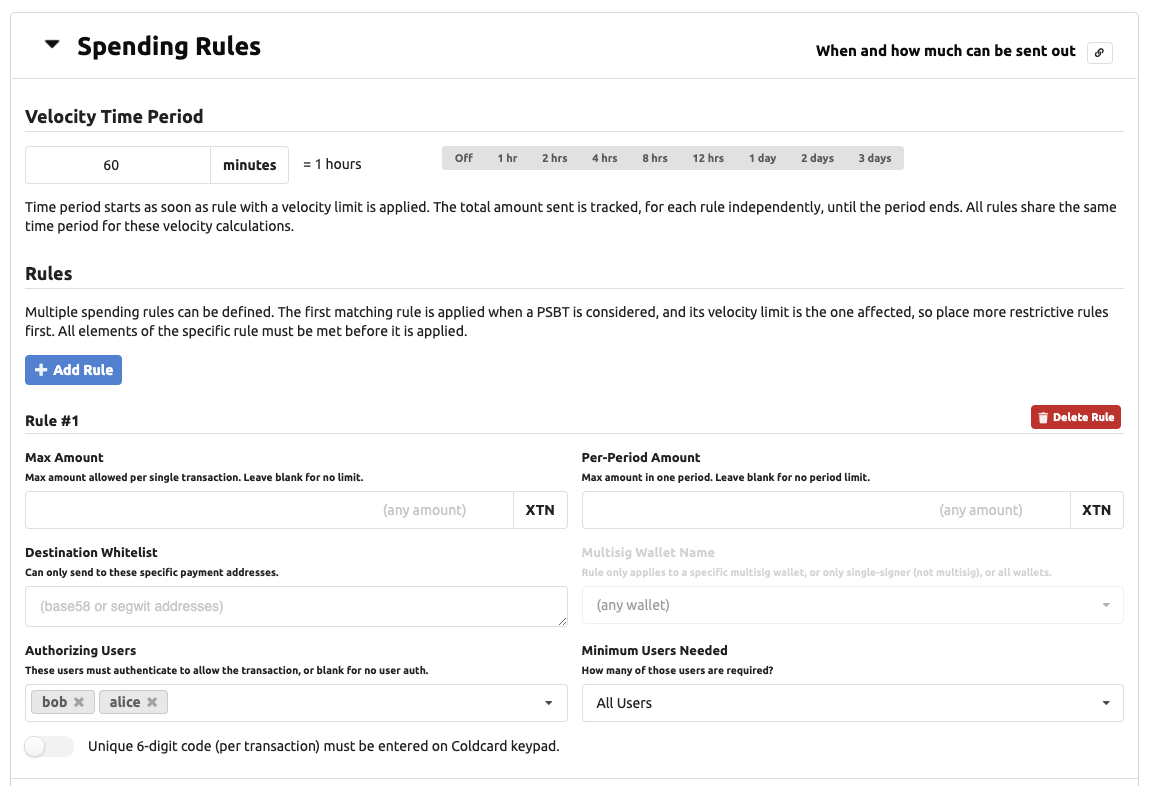 Spending Rules
When and how much can be sent out
Velocity Time Period
60 minutes = 1 hours
Off 1 hr 2 hrs 4 hrs 8 hrs 12 hrs 1 day 2 days 3 days
Time period starts as soon as rule with a velocity limit is applied. The total amount sent is tracked, for each rule independently, until the period ends. All rules share the same
time period for these velocity calculations.
Rules
Multiple spending rules can be defined. The first matching rule is applied when a PSBT is considered, and its velocity limit is the one affected, so place more restrictive rules
first. All elements of the specific rule must be met before it is applied.
Add Rule
Rule #1
Delete Rule
Max Amount
Max amount allowed per single transaction. Leave blank for no limit.
(any amount) XTN
Per-Period Amount
Max amount in one period. Leave blank for no period limit.
(any amount) XTN
Destination Whitelist
Can only send to these specific payment addresses.
(base58 or segwit addresses)
Multisig Wallet Name
Rule only applies to a specific multisig wallet, or only single-signer (not multisig), or all wallets.
(any wallet)
Authorizing Users
These users must authenticate to allow the transaction, or blank for no user auth.
bob alice
Minimum Users Needed
How many of those users are required?
All Users
Unique 6-digit code (per transaction) must be entered on Coldcard keypad.